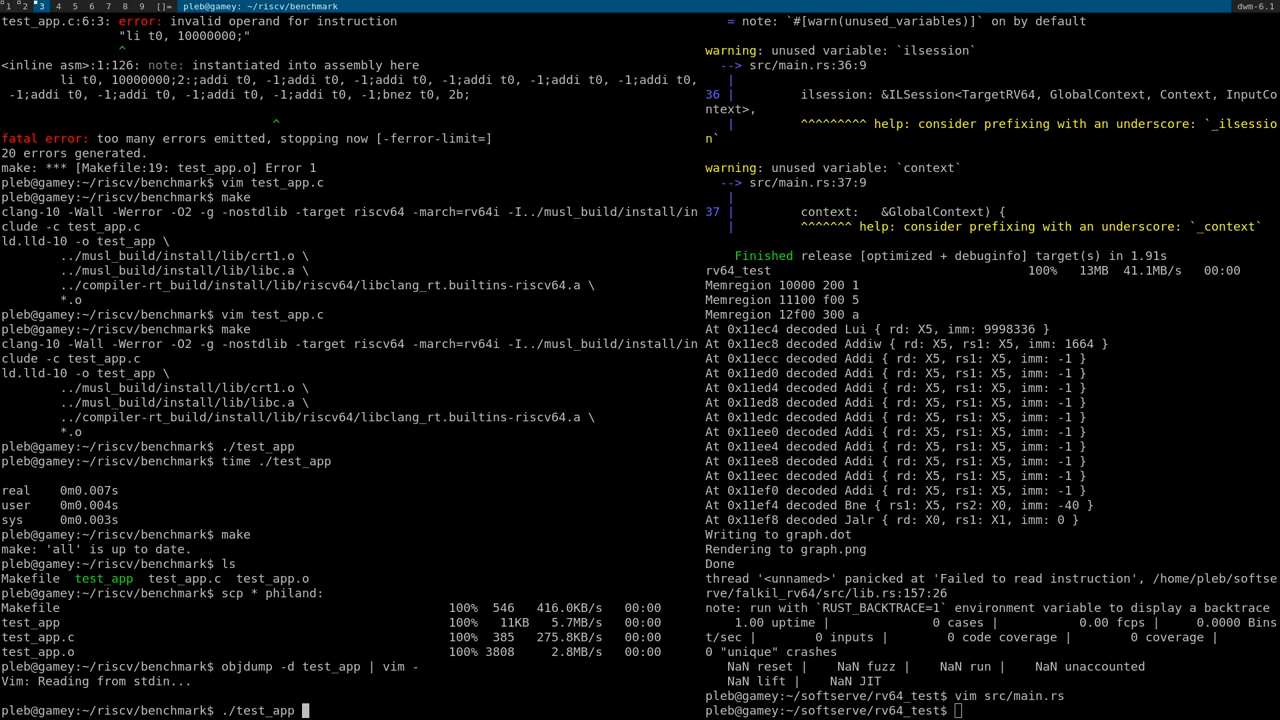 1 2 3 4 5 6 7 8 9 []= pleb@gamey:~/riscv/benchmark dwm-6.1
test_app.c:6:3: error: invalid operand for instruction
"li t0, 10000000;"
^
<inline asm>:1:126: note: instantiated into assembly here
li t0, 10000000;2:;addi t0, -1;addi t0, -1;addi t0, -1;addi t0, -1;addi t0, -1;addi t0,
-1;addi t0, -1;addi t0, -1;addi t0, -1;addi t0, -1;bnez t0, 2b;
^
fatal error: too many errors emitted, stopping now [-ferror-limit=]
20 errors generated.
make: *** [Makefile:19: test_app.o] Error 1
pleb@gamey:~/riscv/benchmark$ vim test_app.c
pleb@gamey:~/riscv/benchmark$ make
clang-10 -Wall -Werror -O2 -g -nostdlib -target riscv64 -march=rv64i -I../musl_build/install/in
clude -c test_app.c
ld.lld-10 -o test_app \
../musl_build/install/lib/crt1.o \
../musl_build/install/lib/libc.a \
../compiler-rt_build/install/lib/riscv64/libclang_rt.builtins-riscv64.a \
*.o
pleb@gamey:~/riscv/benchmark$ vim test_app.c
pleb@gamey:~/riscv/benchmark$ make
clang-10 -Wall -Werror -O2 -g -nostdlib -target riscv64 -march=rv64i -I../musl_build/install/in
clude -c test_app.c
ld.lld-10 -o test_app \
../musl_build/install/lib/crt1.o \
../musl_build/install/lib/libc.a \
../compiler-rt_build/install/lib/riscv64/libclang_rt.builtins-riscv64.a \
*.o
pleb@gamey:~/riscv/benchmark$ ./test_app
pleb@gamey:~/riscv/benchmark$ time ./test_app
real 0m0.007s
user 0m0.004s
sys 0m0.003s
pleb@gamey:~/riscv/benchmark$ make
make: 'all' is up to date.
pleb@gamey:~/riscv/benchmark$ ls
Makefile test_app test_app.c test_app.o
pleb@gamey:~/riscv/benchmark$ scp * philand:
Makefile 100% 546 416.0KB/s 00:00
test_app 100% 11KB 5.7MB/s 00:00
test_app.c 100% 385 275.8KB/s 00:00
test_app.o 100% 3808 2.8MB/s 00:00
pleb@gamey:~/riscv/benchmark$ objdump -d test_app | vim -
Vim: Reading from stdin...
pleb@gamey:~/riscv/benchmark$ ./test_app
= note: `#[warn(unused_variables)]` on by default
warning: unused variable: `ilsession`
--> src/main.rs:36:9
|
36 | ilsession: &ILSession<TargetRV64, GlobalContext, Context, InputCo
ntext>,
| ^^^^^^^^^ help: consider prefixing with an underscore: `_ilsessio
n`
warning: unused variable: `context`
--> src/main.rs:37:9
|
37 | context: &GlobalContext) {
| ^^^^^^^ help: consider prefixing with an underscore: `_context`
Finished release [optimized + debuginfo] target(s) in 1.91s
rv64_test 100% 13MB 41.1MB/s 00:00
Memregion 10000 200 1
Memregion 11100 f00 5
Memregion 12f00 300 a
At 0x11ec4 decoded Lui { rd: X5, imm: 9998336 }
At 0x11ec8 decoded Addiw { rd: X5, rs1: X5, imm: 1664 }
At 0x11ecc decoded Addi { rd: X5, rs1: X5, imm: -1 }
At 0x11ed0 decoded Addi { rd: X5, rs1: X5, imm: -1 }
At 0x11ed4 decoded Addi { rd: X5, rs1: X5, imm: -1 }
At 0x11ed8 decoded Addi { rd: X5, rs1: X5, imm: -1 }
At 0x11edc decoded Addi { rd: X5, rs1: X5, imm: -1 }
At 0x11ee0 decoded Addi { rd: X5, rs1: X5, imm: -1 }
At 0x11ee4 decoded Addi { rd: X5, rs1: X5, imm: -1 }
At 0x11ee8 decoded Addi { rd: X5, rs1: X5, imm: -1 }
At 0x11eec decoded Addi { rd: X5, rs1: X5, imm: -1 }
At 0x11ef0 decoded Addi { rd: X5, rs1: X5, imm: -1 }
At 0x11ef4 decoded Bne { rs1: X5, rs2: X0, imm: -40 }
At 0x11ef8 decoded Jalr { rd: X0, rs1: X1, imm: 0 }
Writing to graph.dot
Rendering to graph.png
Done
thread '<unnamed>' panicked at 'Failed to read instruction', /home/pleb/softse
rve/falkil_rv64/src/lib.rs:157:26
note: run with `RUST_BACKTRACE=1` environment variable to display a backtrace
1.00 uptime | 0 cases | 0.00 fcps | 0.0000 Bins
t/sec | 0 inputs | 0 code coverage | 0 coverage |
0 "unique" crashes
NaN reset | NaN fuzz | NaN run | NaN unaccounted
NaN lift | NaN JIT
pleb@gamey:~/softserve/rv64_test$ vim src/main.rs
pleb@gamey:~/softserve/rv64_test$